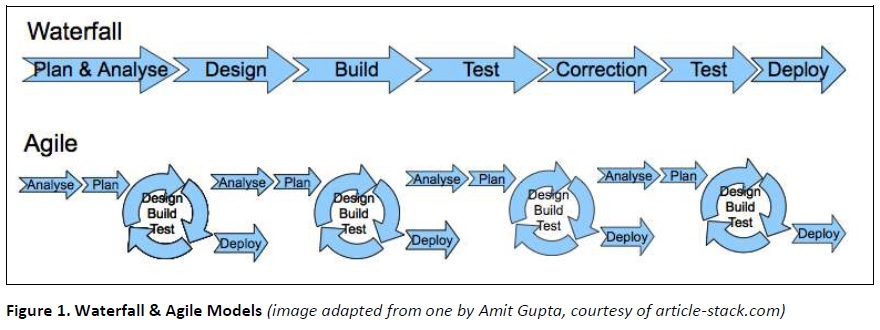 Waterfall
Plan & Analyse Design Build Test Correction Test Deploy
Agile
Analyse Plan Design Build Test Deploy
Analyse Plan Design Build Test Deploy
Analyse Plan Design Build Test Deploy
Analyse Plan Design Build Test Deploy
Figure 1. Waterfall & Agile Models (image adapted from one by Amit Gupta, courtesy of article-stack.com)